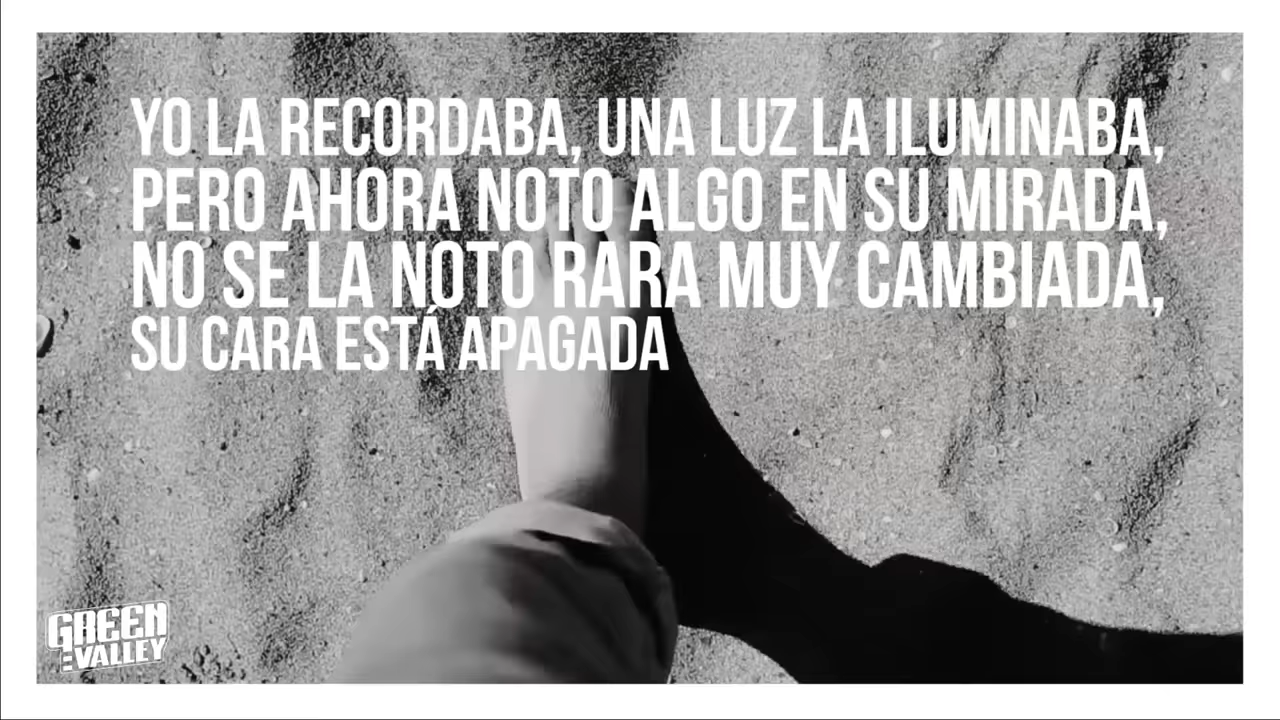 YO LA RECORDABA, UNA LUZ LA ILUMINABA,
PERO AHORA NOTO ALGO EN SU MIRADA,
NO SE LA NOTO RARA MUY CAMBIADA,
SU CARA ESTÁ APAGADA
GREEN
VALLEY